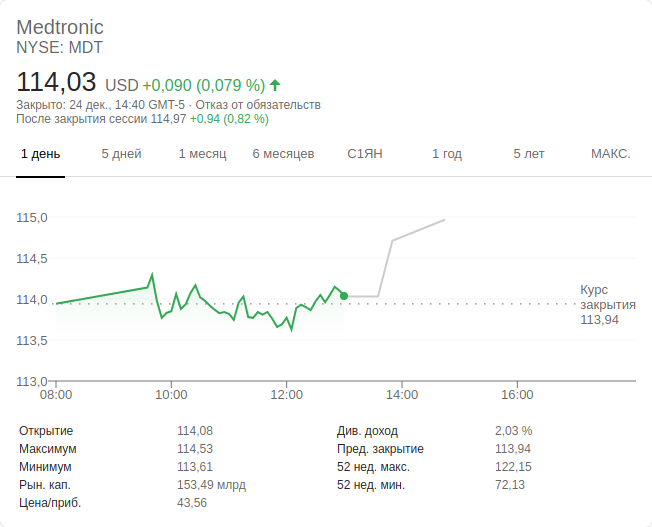 Medtronic
NYSE: MDT
114,03 USD +0,090 (0,079 %)
Закрыто: 24 дек., 14:40 GMT-5 · Отказ от обязательств
После закрытия сессии 114,97 +0,94 (0,82 %)
1 день 5 дней 1 месяц 6 месяцев С1ЯН 1 год 5 лет МАКС.
115,0
114,5
114,0
113,5
113,0
Курс
закрытия
113,94
08:00 10:00 12:00 14:00 16:00
Открытие 114,08 Див. доход 2,03 %
Максимум 114,53 Пред. закрытие 113,94
Минимум 113,61 52 нед. макс. 122,15
Рын. кап. 153,49 млрд 52 нед. мин. 72,13
Цена/приб. 43,56